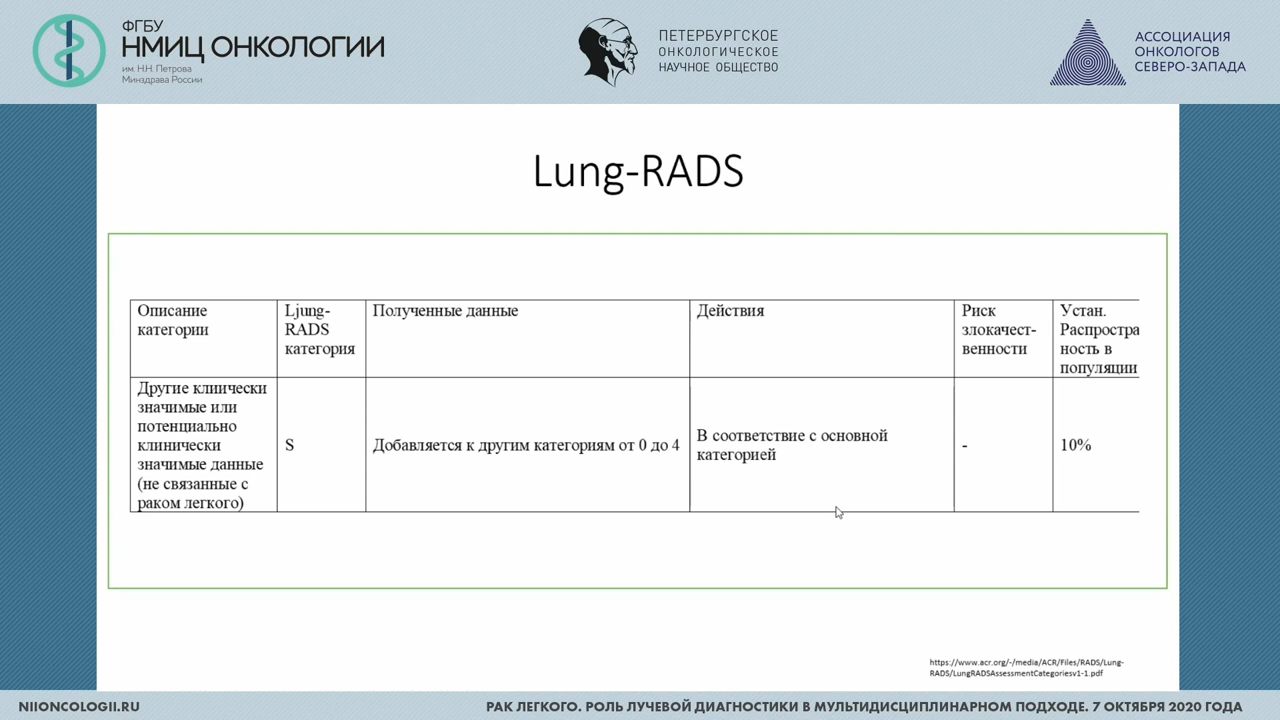 ФГБУ
НМИЦ ОНКОЛОГИИ
им. Н.Н. Петрова
Минздрава России
ПЕТЕРБУРГСКОЕ
ОНКОЛОГИЧЕСКОЕ
НАУЧНОЕ ОБЩЕСТВО
АССОЦИАЦИЯ
ОНКОЛОГОВ
СЕВЕРО-ЗАПАДА
Lung-RADS
Описание
категории
Ljung-
RADS
категория
Полученные данные
Действия
Риск
злокачест-
венности
Устан.
Распростра
ность в
популяции
Другие клиически
значимые или
потенциально
клинически
значимые данные
(не связанные с
раком легкого)
S
Добавляется к другим категориям от 0 до 4
В соответствие с основной
категорией
-
10%
https://www.acr.org/-/media/ACR/Files/RADS/Lung-
RADS/LungRADSAssessmentCategoriesv1-1.pdf
NIIONCOLOGII.RU
РАК ЛЕГКОГО. РОЛЬ ЛУЧЕВОЙ ДИАГНОСТИКИ В МУЛЬТИДИСЦИПЛИНАРНОМ ПОДХОДЕ. 7 ОКТЯБРЯ 2020 ГОДА